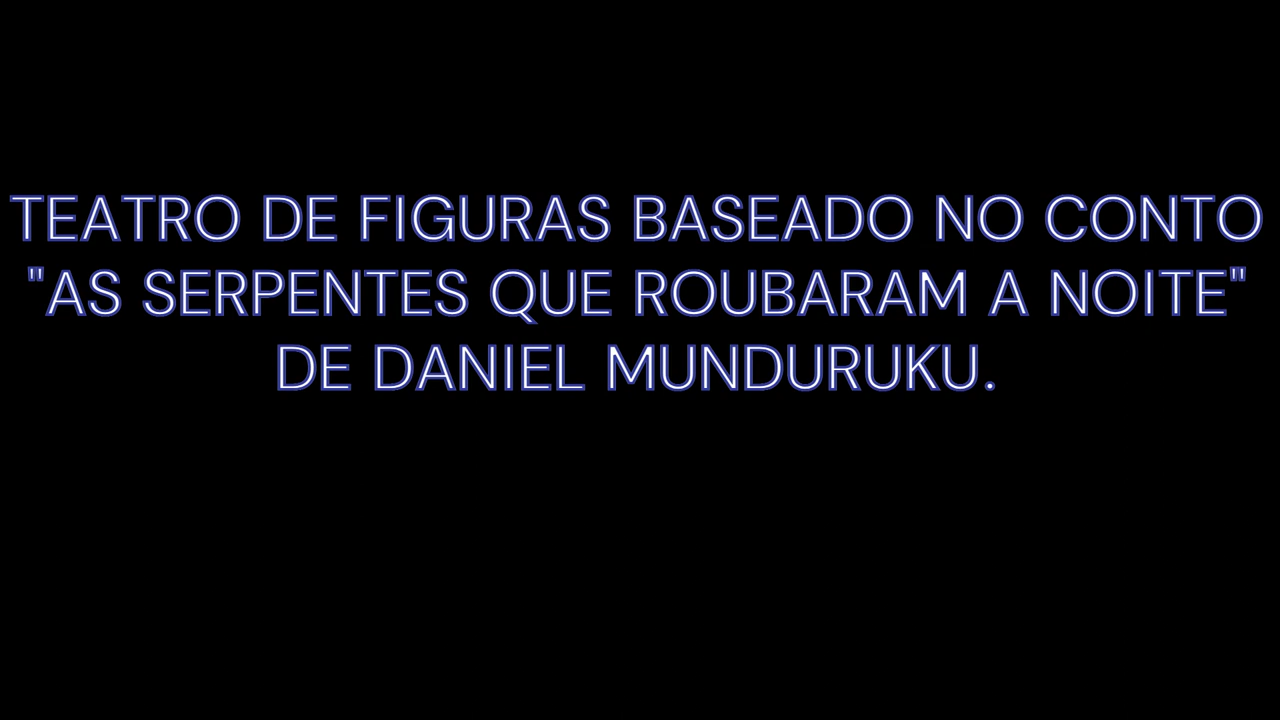 TEATRO DE FIGURAS BASEADO NO CONTO
"AS SERPENTES QUE ROUBARAM A NOITE"
DE DANIEL MUNDURUKU.